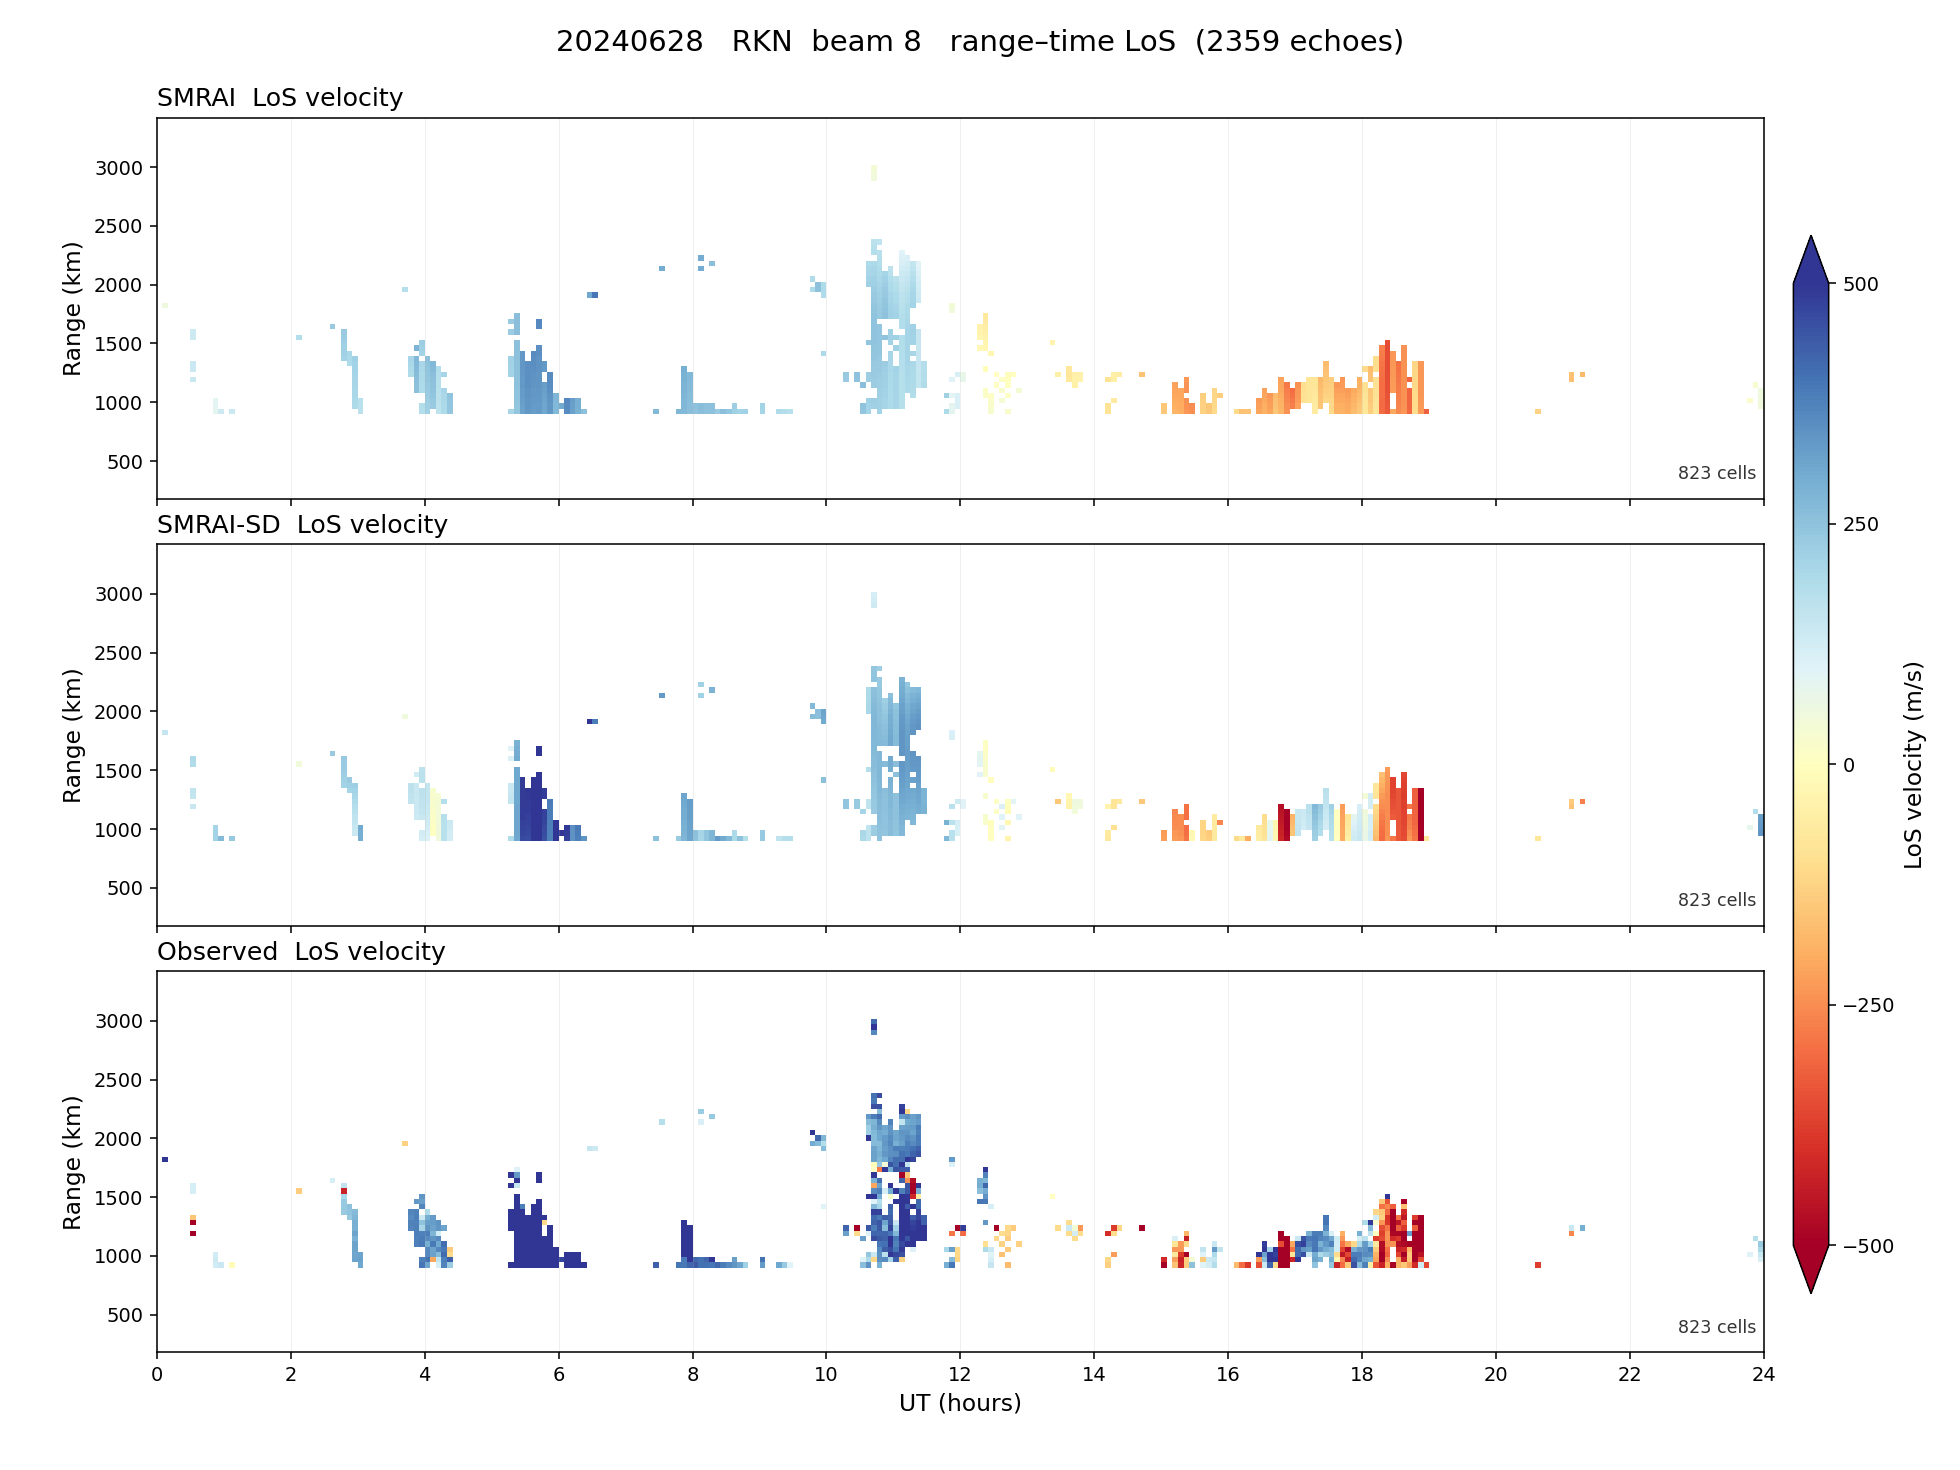 20240628   RKN  beam 8   range–time LoS  (2359 echoes)
SMRAI  LoS velocity
Range (km)
3000
2500
2000
1500
1000
500
823 cells
SMRAI-SD  LoS velocity
Range (km)
3000
2500
2000
1500
1000
500
823 cells
Observed  LoS velocity
Range (km)
3000
2500
2000
1500
1000
500
823 cells
0 2 4 6 8 10 12 14 16 18 20 22 24
UT (hours)
500
250
0
−250
−500
LoS velocity (m/s)